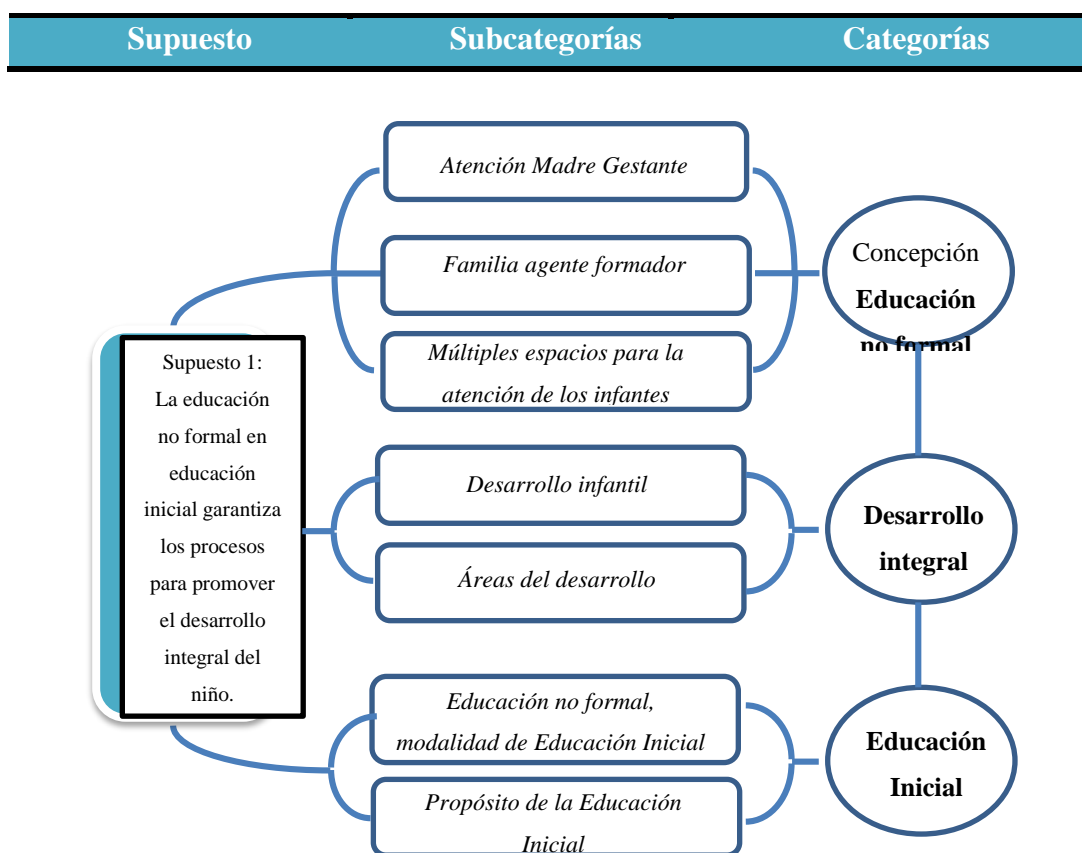 Supuesto Subcategorías Categorías
Atención Madre Gestante
Familia agente formador
Múltiples espacios para la
atención de los infantes
Concepción
Educación
no formal
Supuesto 1:
La educación
no formal en
educación
inicial garantiza
los procesos
para promover
el desarrollo
integral del
niño.
Desarrollo infantil
Áreas del desarrollo
Desarrollo
integral
Educación no formal,
modalidad de Educación Inicial
Propósito de la Educación
Inicial
Educación
Inicial